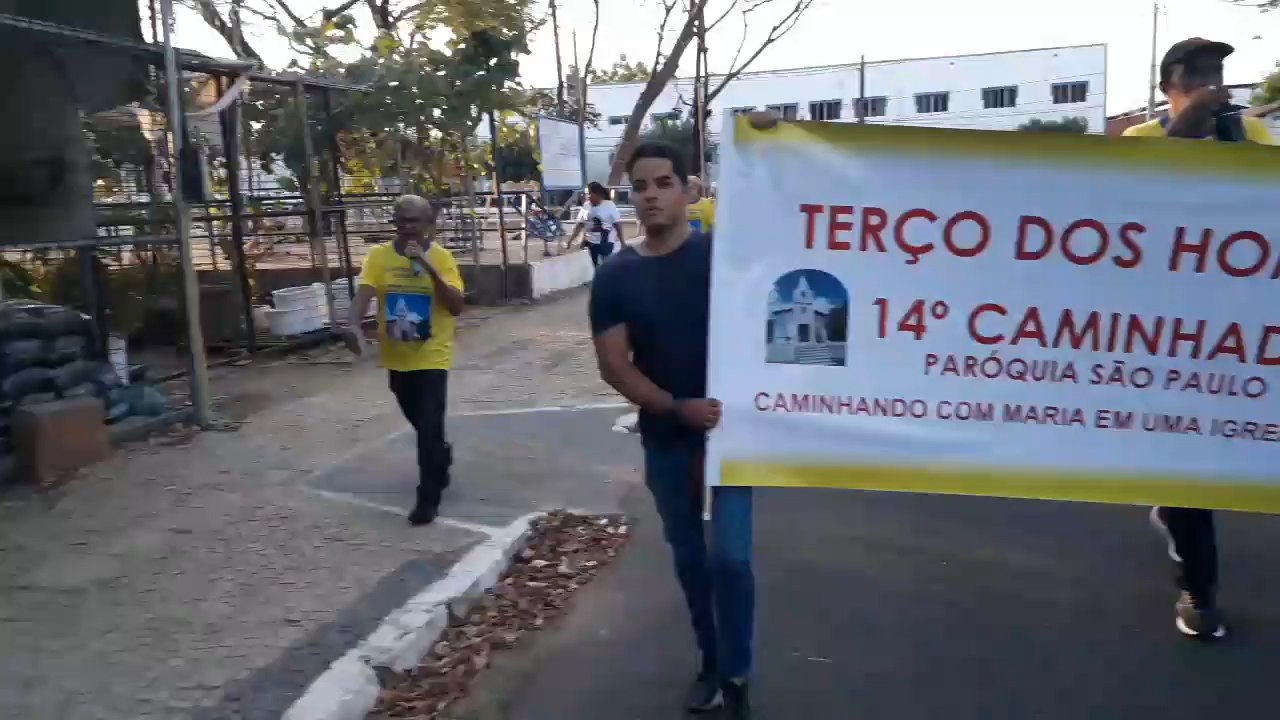 TERÇO DOS HO
14º CAMINHAD
PARÓQUIA SÃO PAULO
CAMINHANDO COM MARIA EM UMA IGRE